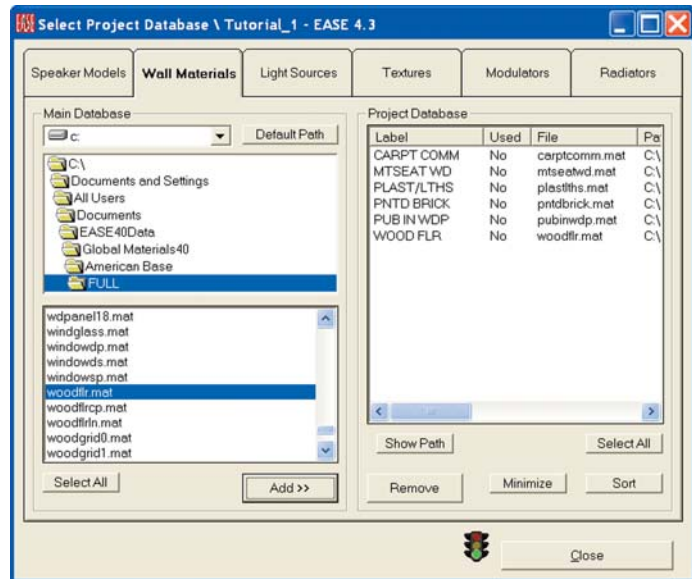 Select Project Database \ Tutorial_1 - EASE 4.3
Speaker Models Wall Materials Light Sources Textures Modulators Radiators
Main Database
c:
Default Path
C:\
Documents and Settings
All Users
Documents
EASE40Data
Global Materials40
American Base
FULL
wdpanel18.mat
windglass.mat
windowdp.mat
windowds.mat
windowsp.mat
woodflr.mat
woodflrcp.mat
woodflrln.mat
woodgrid0.mat
woodgrid1.mat
Select All
Add >>
Project Database
Label Used File Pa
CARPT COMM No carptcomm.mat C:\
MTSEAT WD No mtseatwd.mat C:\
PLAST/LTHS No plastlths.mat C:\
PNTD BRICK No pntdbrick.mat C:\
PUB IN WDP No pubinwdp.mat C:\
WOOD FLR No woodflr.mat C:\
Show Path
Select All
Remove
Minimize
Sort
Close